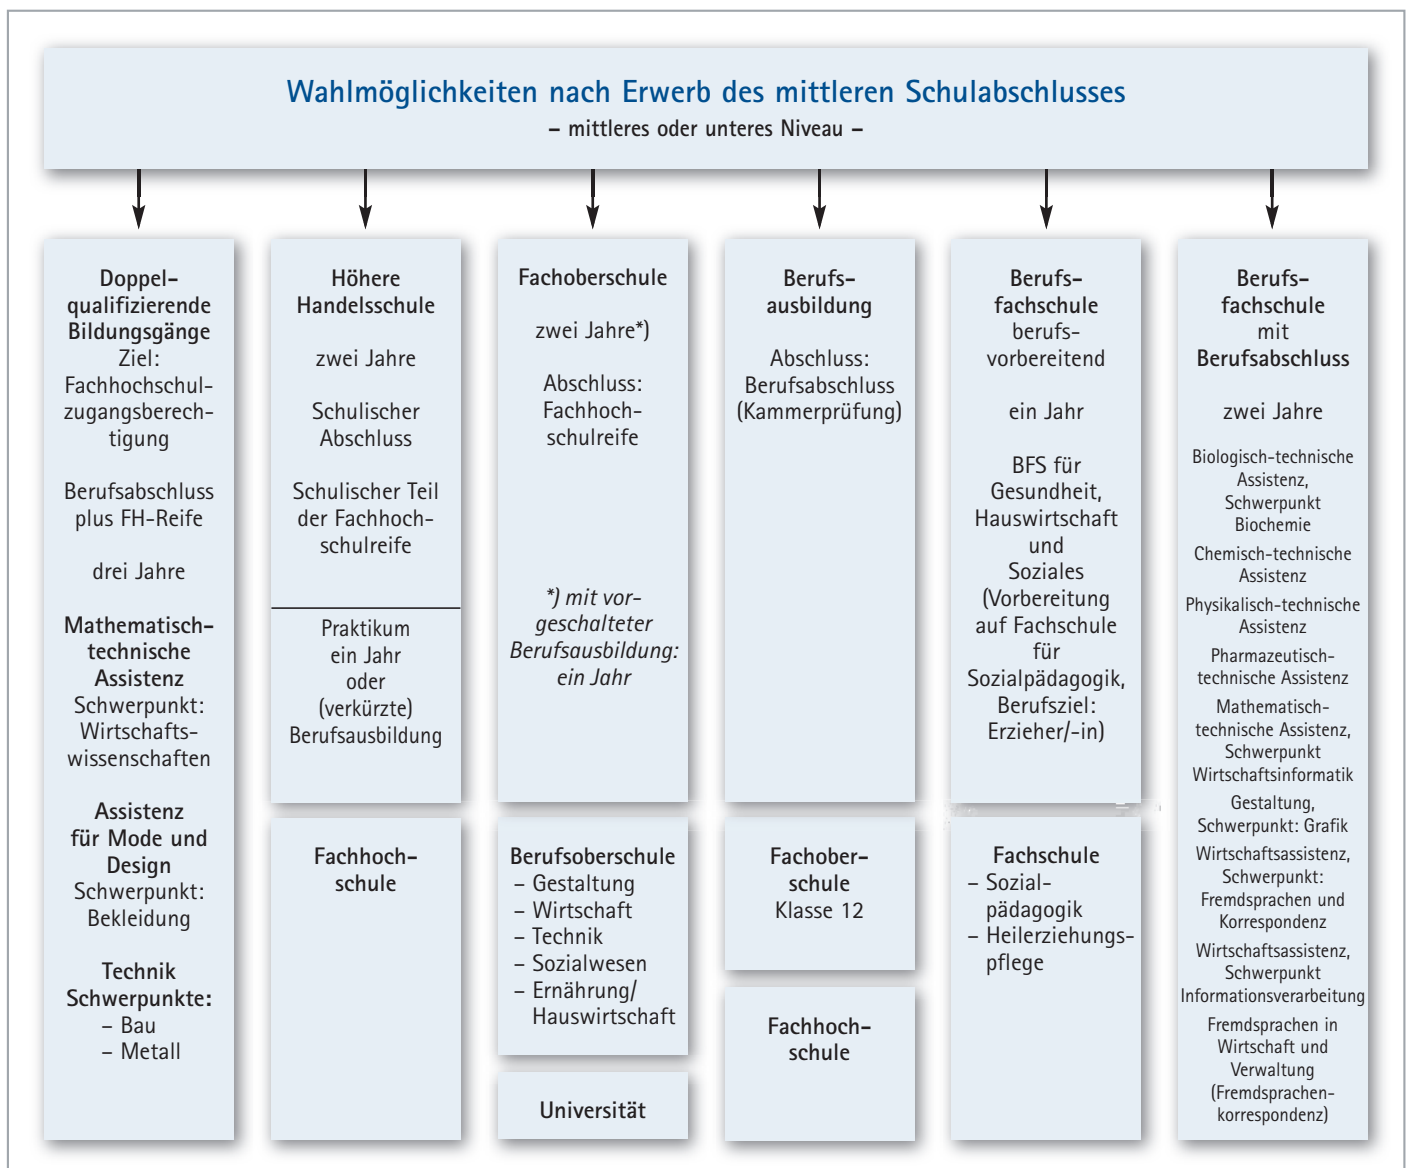 Wahlmöglichkeiten nach Erwerb des mittleren Schulabschlusses
– mittleres oder unteres Niveau –
Doppel-
qualifizierende
Bildungsgänge
Ziel:
Fachhochschul-
zugangsberech-
tigung
Berufsabschluss
plus FH-Reife
drei Jahre
Mathematisch-
technische
Assistenz
Schwerpunkt:
Wirtschafts-
wissenschaften
Assistenz
für Mode und
Design
Schwerpunkt:
Bekleidung
Technik
Schwerpunkte:
– Bau
– Metall
Höhere
Handelsschule
zwei Jahre
Schulischer
Abschluss
Schulischer Teil
der Fachhoch-
schulreife
Praktikum
ein Jahr
oder
(verkürzte)
Berufsausbildung
Fachhoch-
schule
Fachoberschule
zwei Jahre*)
Abschluss:
Fachhoch-
schulreife
*) mit vor-
geschalteter
Berufsausbildung:
ein Jahr
Berufsoberschule
– Gestaltung
– Wirtschaft
– Technik
– Sozialwesen
– Ernährung/
Hauswirtschaft
Universität
Berufs-
ausbildung
Abschluss:
Berufsabschluss
(Kammerprüfung)
Fachober-
schule
Klasse 12
Fachhoch-
schule
Berufs-
fachschule
berufs-
vorbereitend
ein Jahr
BFS für
Gesundheit,
Hauswirtschaft
und
Soziales
(Vorbereitung
auf Fachschule
für
Sozialpädagogik,
Berufsziel:
Erzieher/-in)
Fachschule
– Sozial-
pädagogik
– Heilerziehungs-
pflege
Berufs-
fachschule
mit
Berufsabschluss
zwei Jahre
Biologisch-technische
Assistenz,
Schwerpunkt
Biochemie
Chemisch-technische
Assistenz
Physikalisch-technische
Assistenz
Pharmazeutisch-
technische Assistenz
Mathematisch-
technische Assistenz,
Schwerpunkt
Wirtschaftsinformatik
Gestaltung,
Schwerpunkt: Grafik
Wirtschaftsassistenz,
Schwerpunkt:
Fremdsprachen und
Korrespondenz
Wirtschaftsassistenz,
Schwerpunkt
Informationsverarbeitung
Fremdsprachen in
Wirtschaft und
Verwaltung
(Fremdsprachen-
korrespondenz)